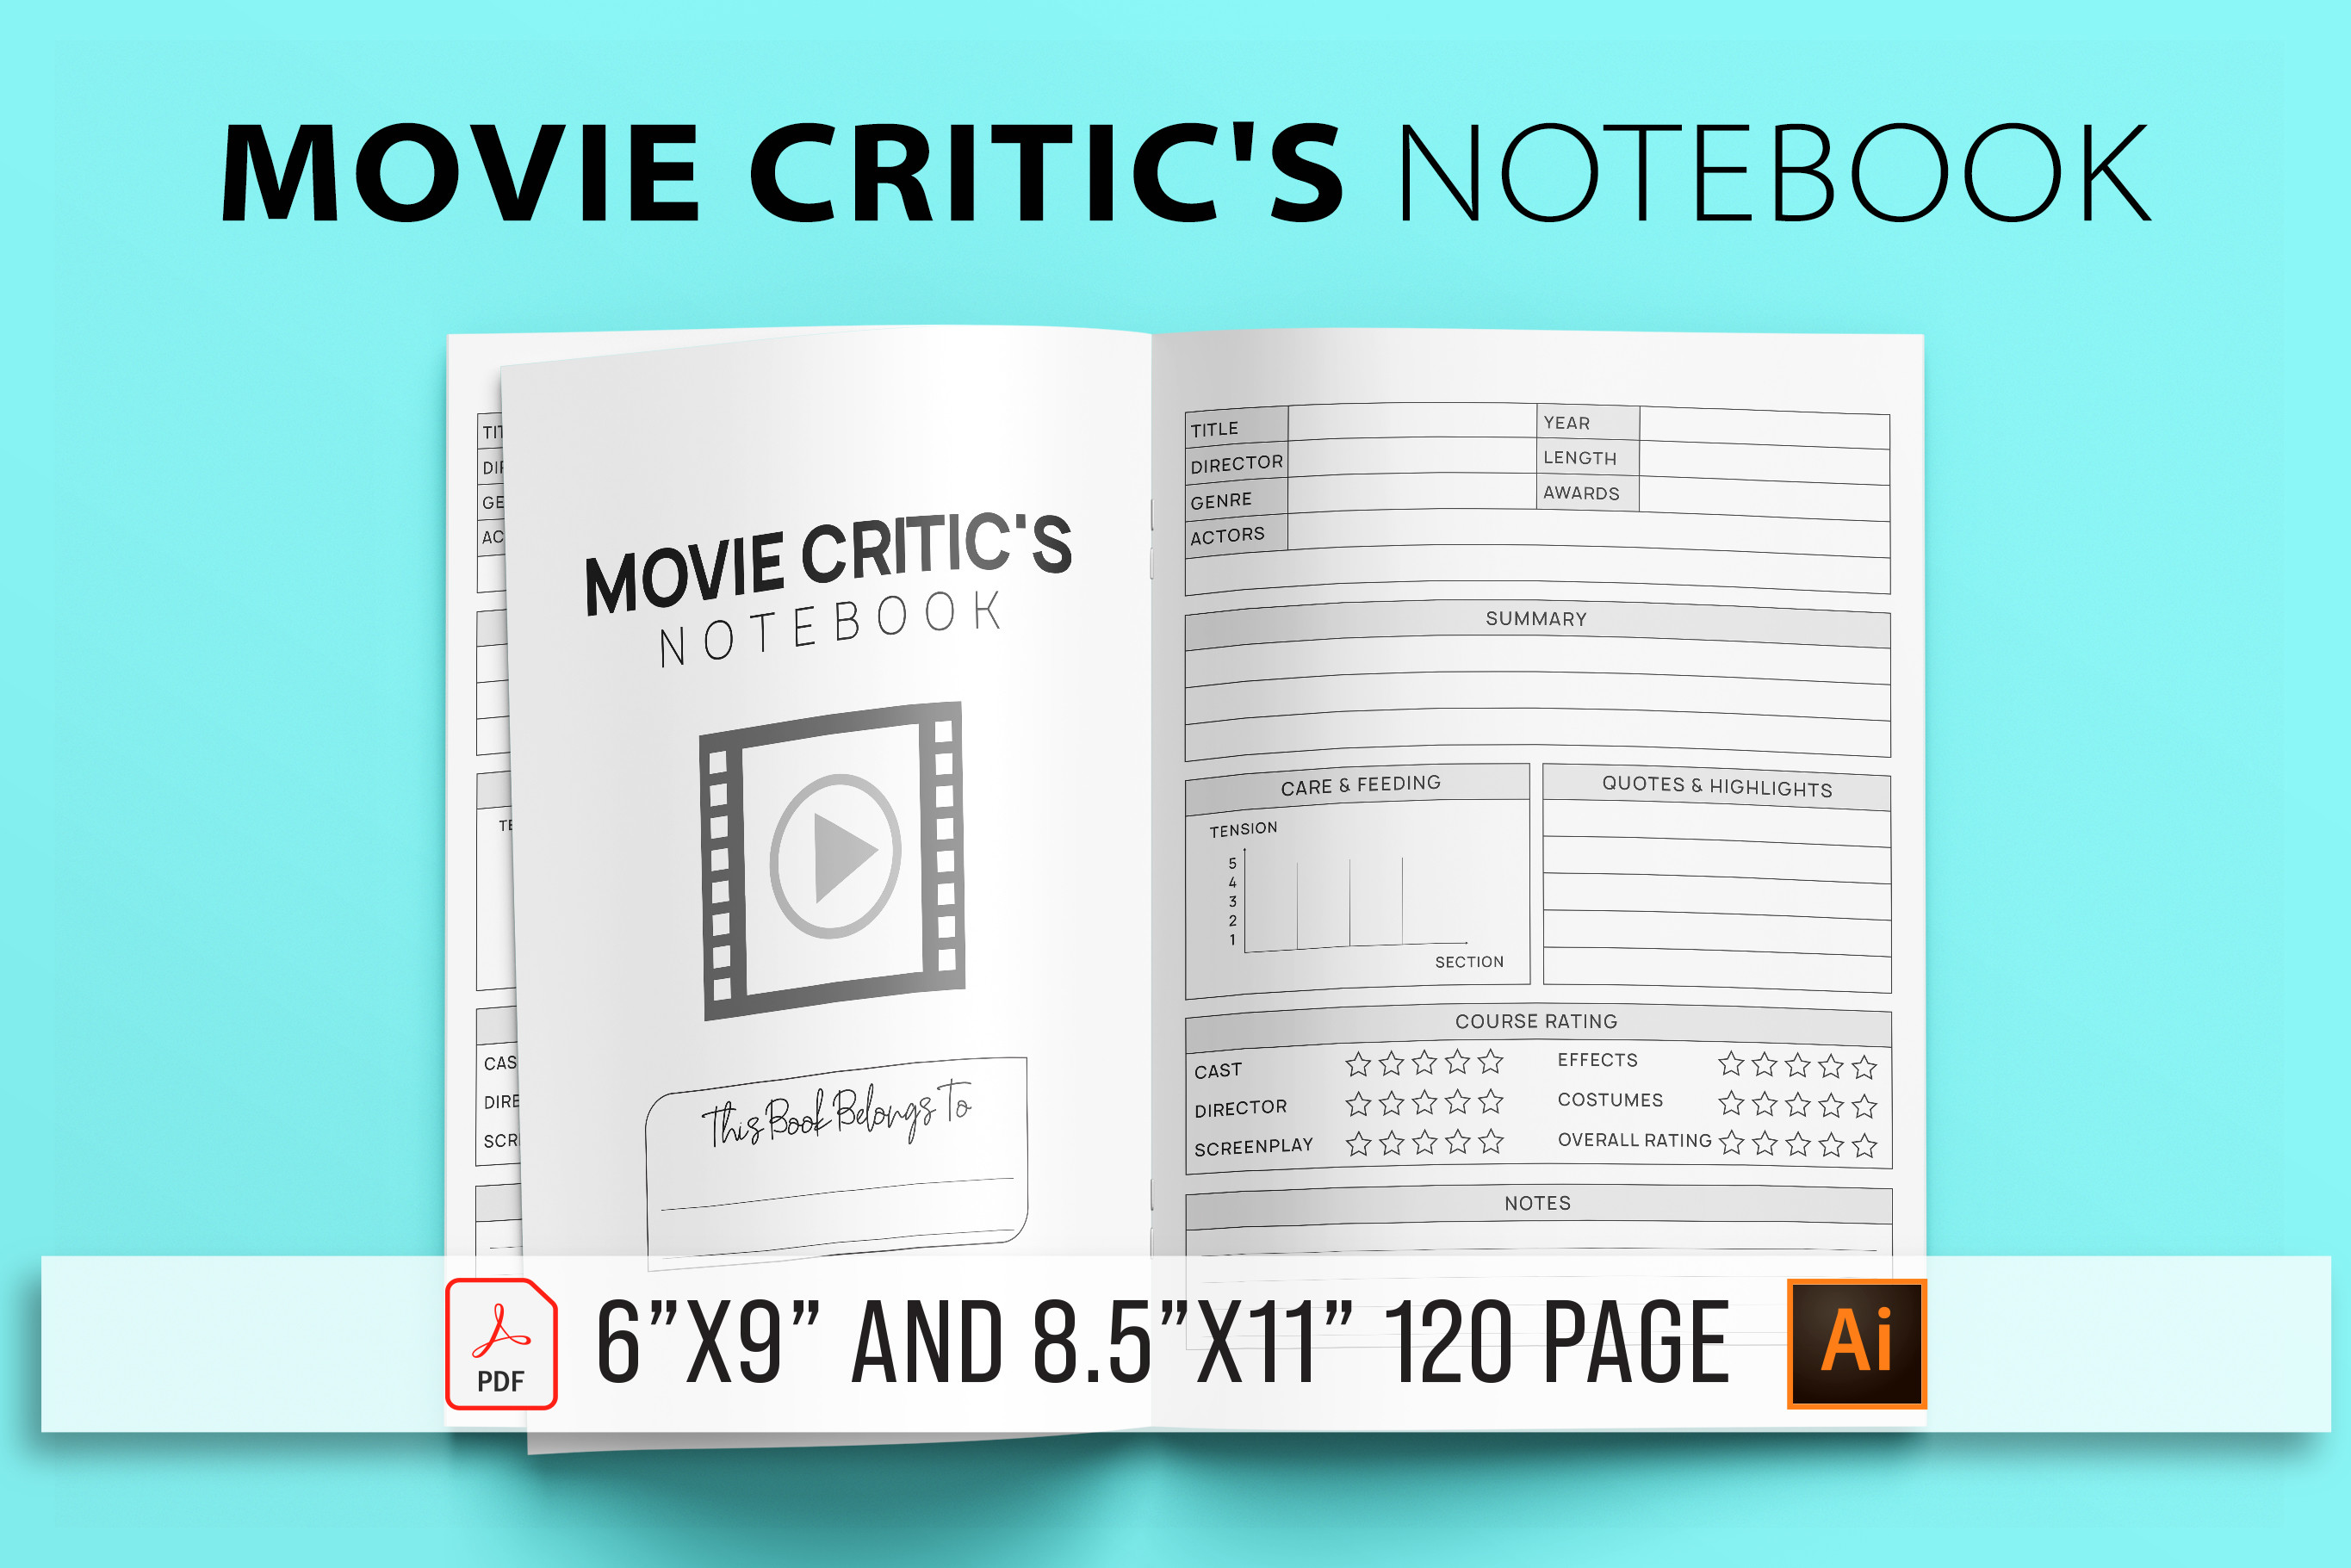 MOVIE CRITIC'S NOTEBOOK
TIT
DIF
GE
AC
TE
CAS
DIRE
SCRI
MOVIE CRITIC'S
NOTEBOOK
This Book Belongs To
TITLE YEAR
DIRECTOR LENGTH
GENRE AWARDS
ACTORS
SUMMARY
CARE & FEEDING
TENSION
5
4
3
2
1
SECTION
QUOTES & HIGHLIGHTS
COURSE RATING
CAST EFFECTS
DIRECTOR COSTUMES
SCREENPLAY OVERALL RATING
NOTES
PDF
6”X9” AND 8.5”X11” 120 PAGE
Ai